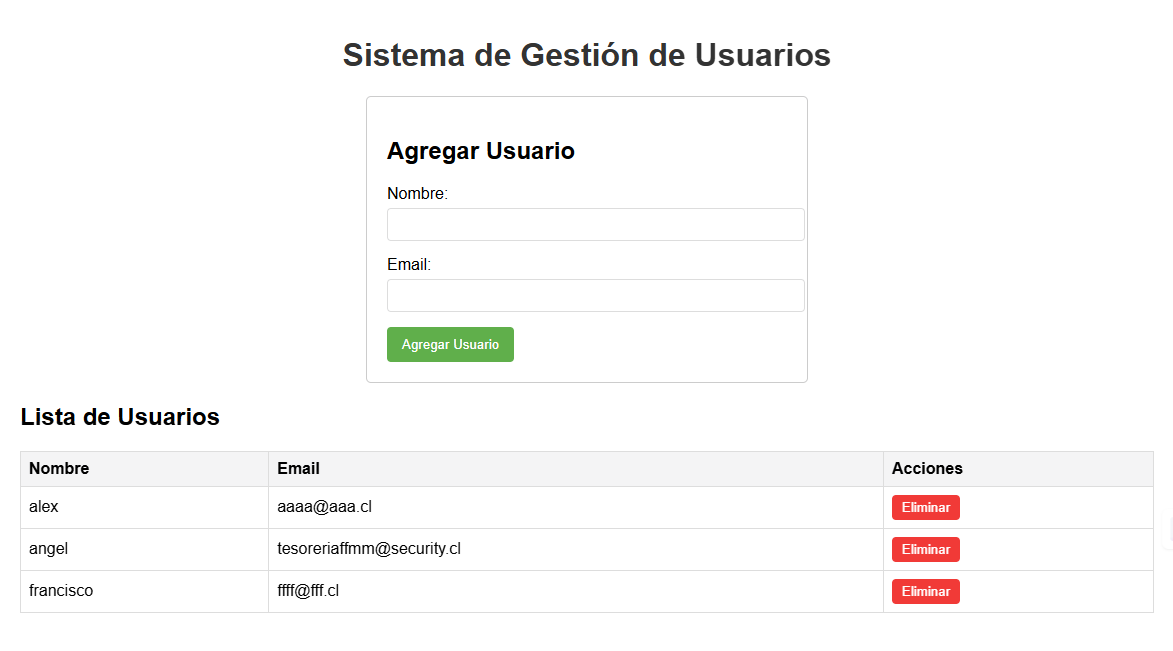 Sistema de Gestión de Usuarios
Agregar Usuario
Nombre:
Email:
Agregar Usuario
Lista de Usuarios
Nombre Email Acciones
alex aaaa@aaa.cl Eliminar
angel tesoreriaffmm@security.cl Eliminar
francisco ffff@fff.cl Eliminar